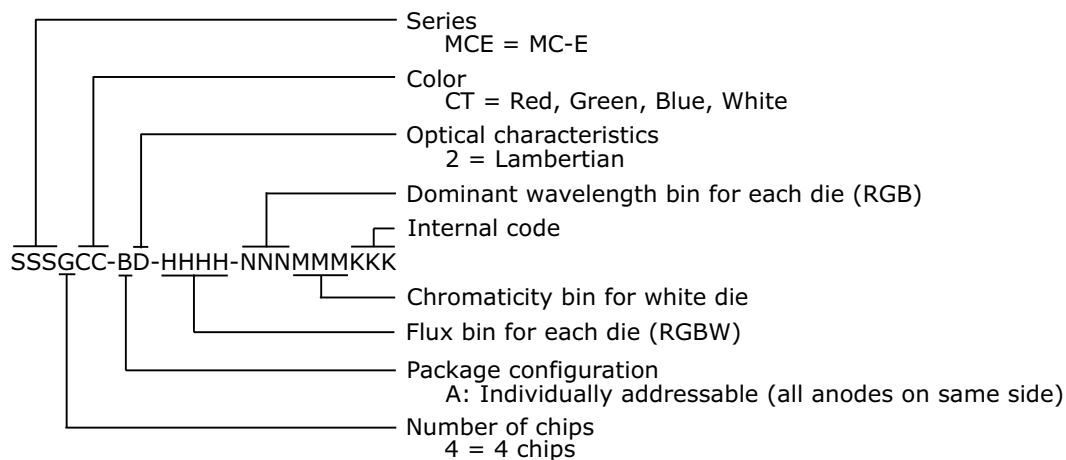 Series
MCE = MC-E
Color
CT = Red, Green, Blue, White
Optical characteristics
2 = Lambertian
Dominant wavelength bin for each die (RGB)
Internal code
SSSGCC-BD-HHHH-NNNMMMKKK
Chromaticity bin for white die
Flux bin for each die (RGBW)
Package configuration
A: Individually addressable (all anodes on same side)
Number of chips
4 = 4 chips